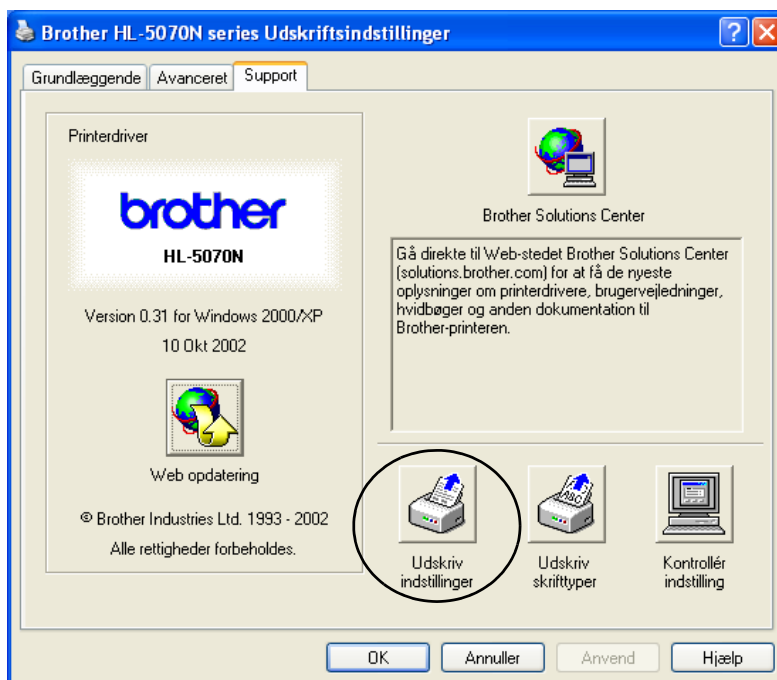 Brother HL-5070N series Udskriftsindstillinger
Grundlæggende
Avanceret
Support
Printerdriver
brother
HL-5070N
Version 0.31 for Windows 2000/XP
10 Okt 2002
Web opdatering
© Brother Industries Ltd. 1993 - 2002
Alle rettigheder forbeholdes.
Brother Solutions Center
Gå direkte til Web-stedet Brother Solutions Center
(solutions.brother.com) for at få de nyeste
oplysninger om printerdrivere, brugervejledninger,
hvidbøger og anden dokumentation til
Brother-printeren.
Udskriv
indstillinger
ABC
Udskriv
skrifttyper
Kontrollér
indstilling
OK
Annuller
Anvend
Hjælp